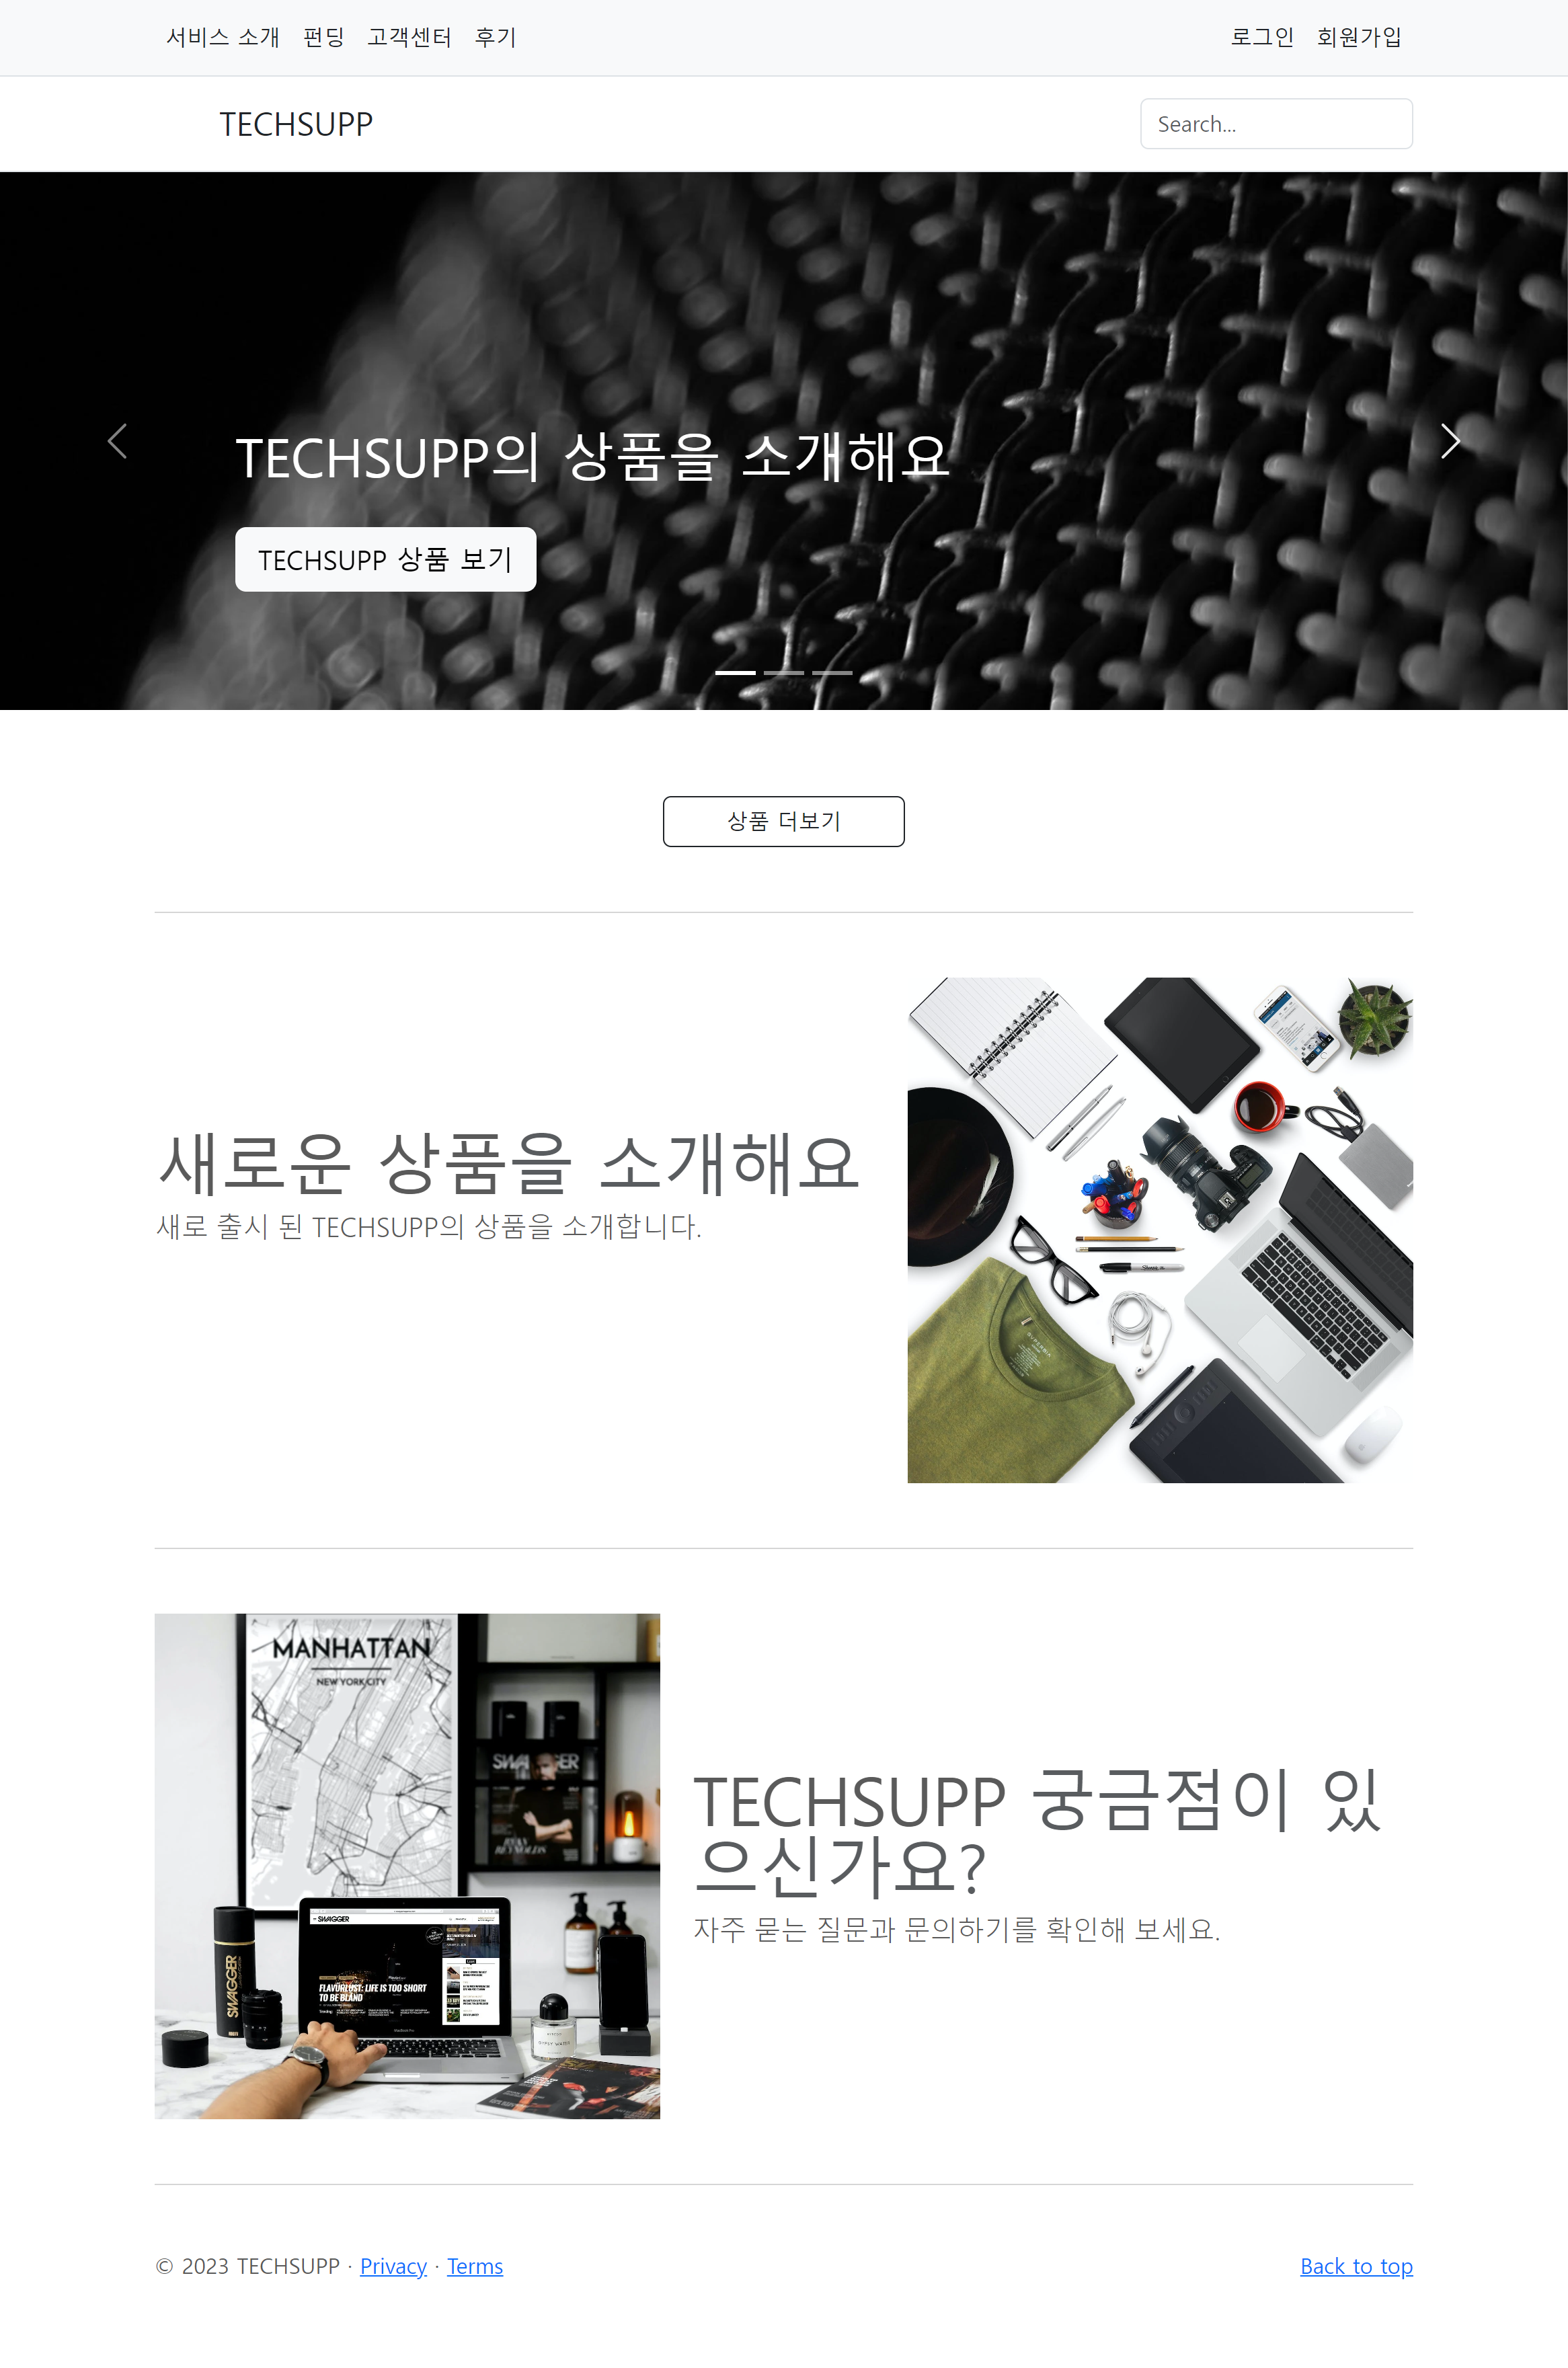 서비스 소개 펀딩 고객센터 후기 로그인 회원가입
TECHSUPP
Search...
TECHSUPP의 상품을 소개해요
TECHSUPP 상품 보기
상품 더보기
새로운 상품을 소개해요
새로 출시 된 TECHSUPP의 상품을 소개합니다.
MANHATTAN
NEW YORK CITY
SWAGGER
SWAGGER
FLAVURLUST: LIFE IS TOO SHORT
TO BE BLAND
TECHSUPP 궁금점이 있
으신가요?
자주 묻는 질문과 문의하기를 확인해 보세요.
© 2023 TECHSUPP · Privacy · Terms
Back to top